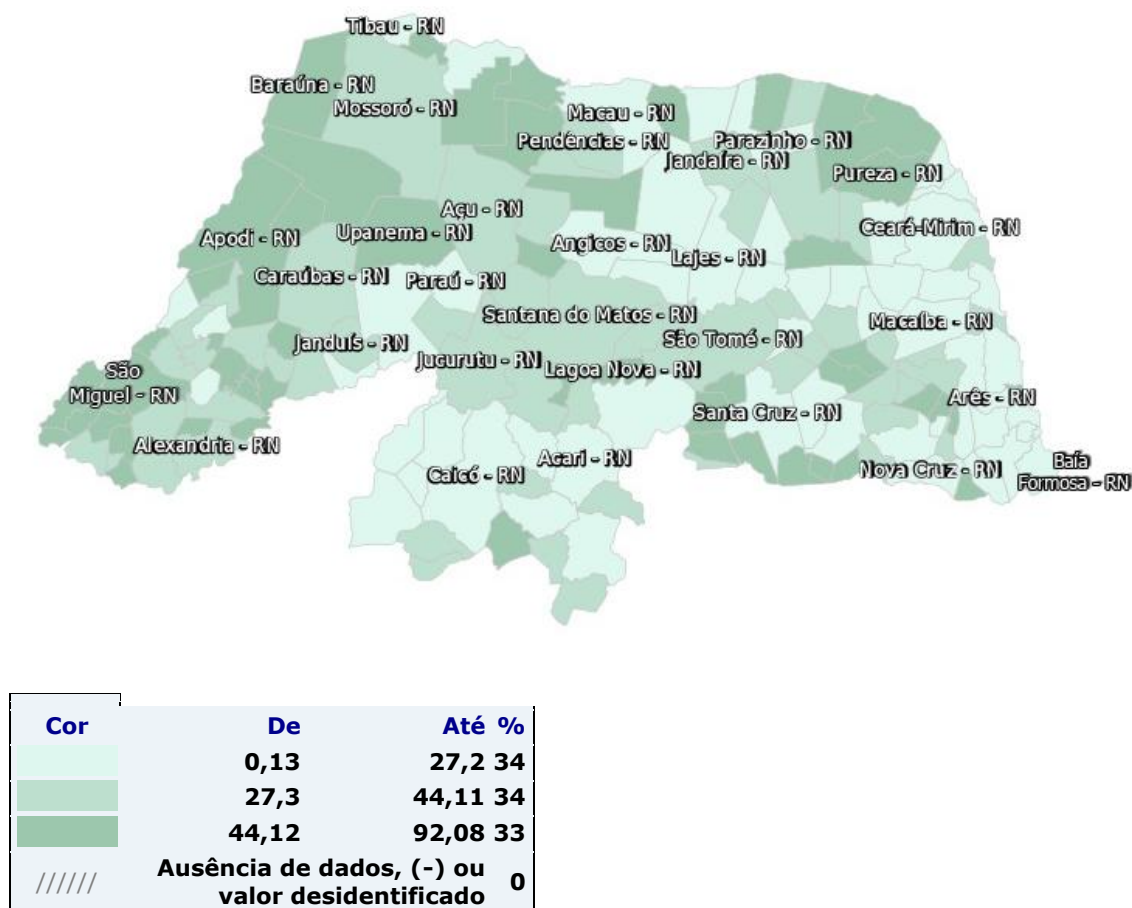 Tibau - RN
Baraúna - RN
Mossoró - RN
Macau - RN
Pendências - RN
Parazinho - RN
Jandaíra - RN
Pureza - RN
Açu - RN
Apodi - RN
Upanema - RN
Angicos - RN
Ceará-Mirim - RN
Lajes - RN
Caraúbas - RN
Paraú - RN
Santana do Matos - RN
Macaíba - RN
Janduís - RN
São Tomé - RN
Jucurutu - RN
Lagoa Nova - RN
São
Miguel - RN
Arês - RN
Santa Cruz - RN
Alexandria - RN
Acari - RN
Caicó - RN
Nova Cruz - RN
Baía
Formosa - RN
Cor De Até %
0,13 27,2 34
27,3 44,11 34
44,12 92,08 33
////// Ausência de dados, (-) ou
valor desidentificado 0